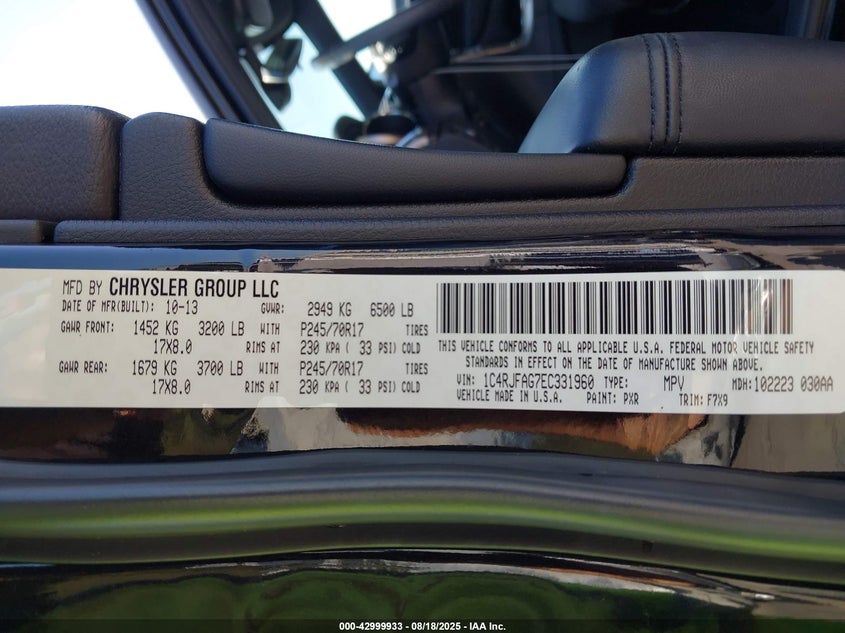 MFD BY CHRYSLER GROUP LLC
DATE OF MFR(BUILT): 10-13 GVWR: 2949 KG 6500 LB
GAWR FRONT: 1452 KG 3200 LB WITH P245/70R17 TIRES
17X8.0 RIMS AT 230 KPA ( 33 PSI) COLD
GAWR REAR: 1679 KG 3700 LB WITH P245/70R17 TIRES
17X8.0 RIMS AT 230 KPA ( 33 PSI) COLD
THIS VEHICLE CONFORMS TO ALL APPLICABLE U.S.A. FEDERAL MOTOR VEHICLE SAFETY
STANDARDS IN EFFECT ON THE DATE OF MANUFACTURE SHOWN ABOVE.
VIN: 1C4RJFAG7EC331960 TYPE: MPV MDH: 102223 030AA
VEHICLE MADE IN U.S.A. PAINT: PXR TRIM: F7X9
000-42999933 - 08/18/2025 - IAA Inc.